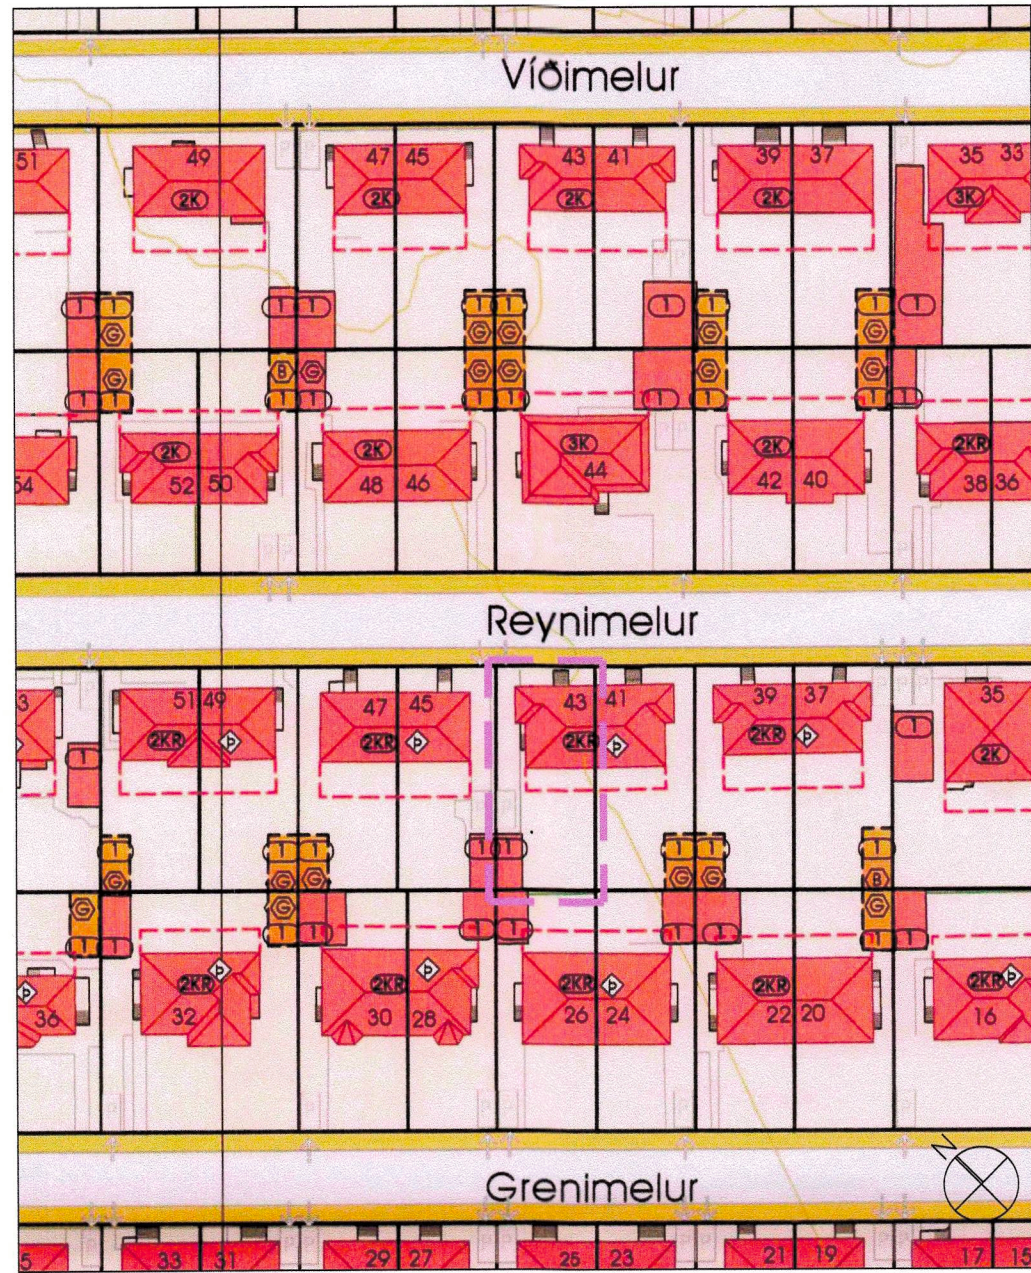 Víðimelur
51 49 47 45 43 41 39 37 35 33
2K 2K 2K 2K 3K
1 1 1 1 1 1 1 1 1 1
G G G
G B G G G G
1 1 1 1 1 1 1 1 1 1
2K 2K 3K 2K 2KR
54 52 50 48 46 44 42 40 38 36
Reynimelur
51 49 47 45 43 41 39 37 35
2KR Þ 2KR Þ 2KR Þ 2KR Þ 2K
1 1
1 1 1 1 1 1 1 1
G G G G G B
G G
1 1 1 1 1 1 1 1 1 1
Þ 2KR Þ 2KR Þ 2KR Þ 2KR 2KR Þ
36 32 30 28 26 24 22 20 16
Grenimelur
N
33 31 29 27 25 23 21 19 17 15